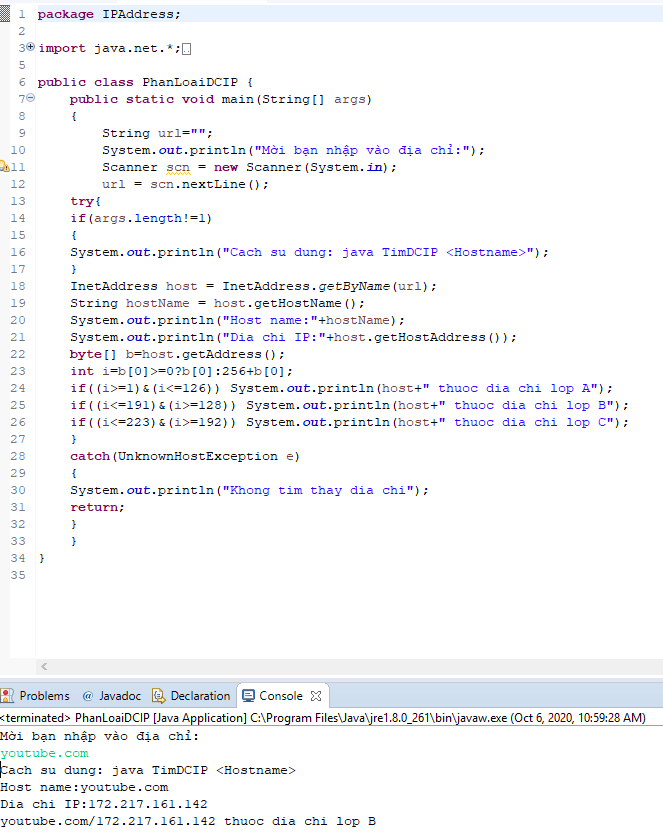 1 package IPAddress;
2
3 import java.net.*;
5
6 public class PhanLoaiDCIP {
7 public static void main(String[] args)
8 {
9 String url="";
10 System.out.println("Mời bạn nhập vào địa chỉ:");
11 Scanner scn = new Scanner(System.in);
12 url = scn.nextLine();
13 try{
14 if(args.length!=1)
15 {
16 System.out.println("Cach su dung: java TimDCIP <Hostname>");
17 }
18 InetAddress host = InetAddress.getByName(url);
19 String hostName = host.getHostName();
20 System.out.println("Host name:"+hostName);
21 System.out.println("Dia chi IP:"+host.getHostAddress());
22 byte[] b=host.getAddress();
23 int i=b[0]>=0?b[0]:256+b[0];
24 if((i>=1)&(i<=126)) System.out.println(host+" thuoc dia chi lop A");
25 if((i<=191)&(i>=128)) System.out.println(host+" thuoc dia chi lop B");
26 if((i<=223)&(i>=192)) System.out.println(host+" thuoc dia chi lop C");
27 }
28 catch(UnknownHostException e)
29 {
30 System.out.println("Khong tim thay dia chi");
31 return;
32 }
33 }
34 }
35
Problems @ Javadoc Declaration Console
<terminated> PhanLoaiDCIP [Java Application] C:\Program Files\Java\jre1.8.0_261\bin\javaw.exe (Oct 6, 2020, 10:59:28 AM)
Mời bạn nhập vào địa chỉ:
youtube.com
Cach su dung: java TimDCIP <Hostname>
Host name:youtube.com
Dia chi IP:172.217.161.142
youtube.com/172.217.161.142 thuoc dia chi lop B